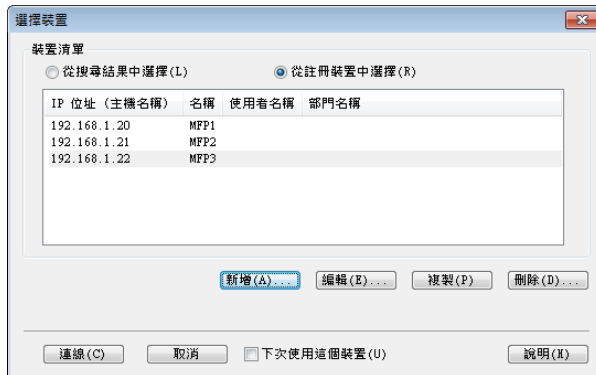 選擇裝置
裝置清單
從搜尋結果中選擇(L) 從註冊裝置中選擇(R)
IP 位址 (主機名稱) 名稱 使用者名稱 部門名稱
192.168.1.20 MFP1
192.168.1.21 MFP2
192.168.1.22 MFP3
新增(A)... 編輯(E)... 複製(P) 刪除(D)...
連線(C) 取消 下次使用這個裝置(U) 說明(H)